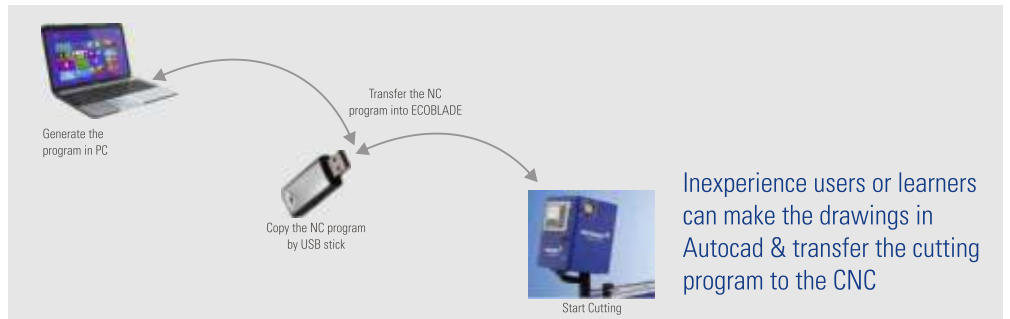 Generate the
program in PC
Transfer the NC
program into ECOBLADE
Copy the NC program
by USB stick
Start Cutting
Inexperience users or learners
can make the drawings in
Autocad & transfer the cutting
program to the CNC